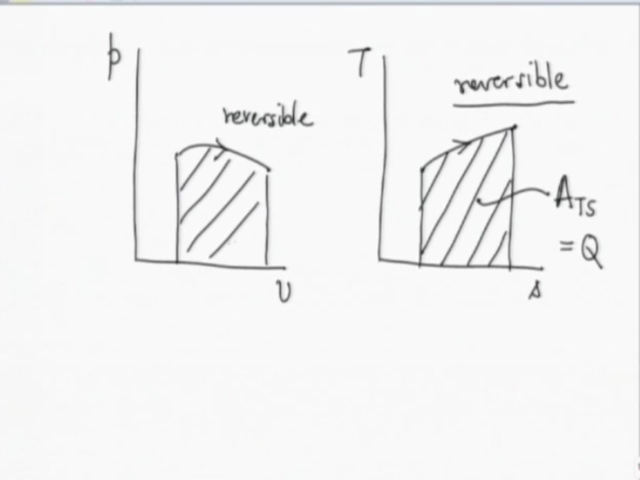 p
T
reversible
reversible
A_TS
= Q
v
s